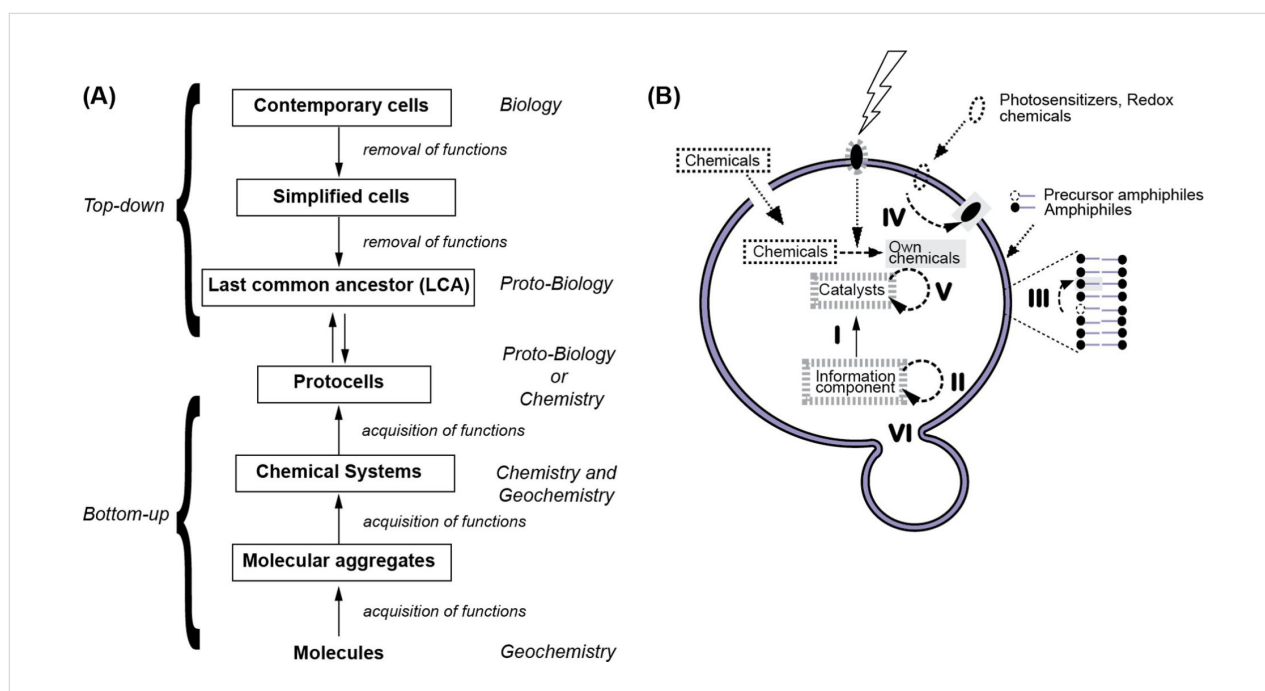 (A)
Contemporary cells
Biology
removal of functions
Simplified cells
Top-down
removal of functions
Last common ancestor (LCA)
Proto-Biology
Protocells
Proto-Biology
or
Chemistry
acquisition of functions
Chemical Systems
Chemistry and
Geochemistry
Bottom-up
acquisition of functions
Molecular aggregates
acquisition of functions
Molecules
Geochemistry
(B)
Photosensitizers, Redox
chemicals
Chemicals
Precursor amphiphiles
Amphiphiles
IV
Chemicals
Own
chemicals
Catalysts
V
III
I
Information
component
II
VI